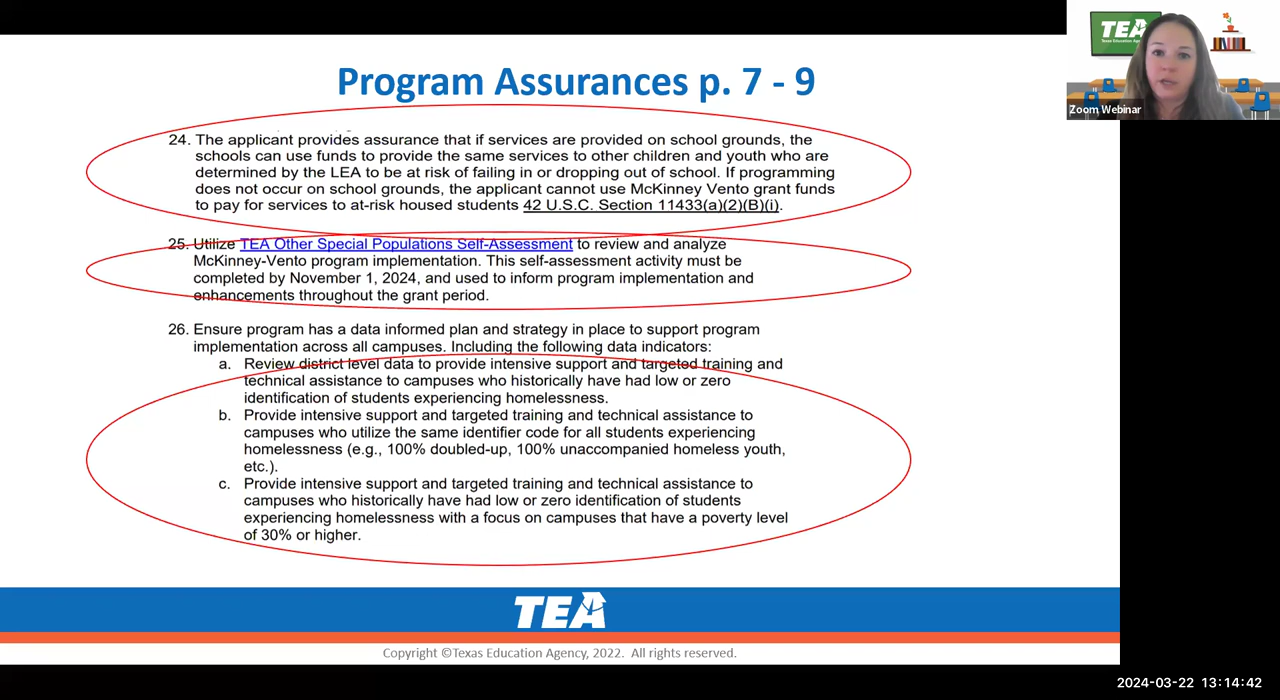 TEA
Texas Education Agency
Zoom Webinar
Program Assurances p. 7 - 9
24. The applicant provides assurance that if services are provided on school grounds, the
schools can use funds to provide the same services to other children and youth who are
determined by the LEA to be at risk of failing in or dropping out of school. If programming
does not occur on school grounds, the applicant cannot use McKinney Vento grant funds
to pay for services to at-risk housed students 42 U.S.C. Section 11433(a)(2)(B)(i).
25. Utilize TEA Other Special Populations Self-Assessment to review and analyze
McKinney-Vento program implementation. This self-assessment activity must be
completed by November 1, 2024, and used to inform program implementation and
enhancements throughout the grant period.
26. Ensure program has a data informed plan and strategy in place to support program
implementation across all campuses. Including the following data indicators:
a. Review district level data to provide intensive support and targeted training and
technical assistance to campuses who historically have had low or zero
identification of students experiencing homelessness.
b. Provide intensive support and targeted training and technical assistance to
campuses who utilize the same identifier code for all students experiencing
homelessness (e.g., 100% doubled-up, 100% unaccompanied homeless youth,
etc.).
c. Provide intensive support and targeted training and technical assistance to
campuses who historically have had low or zero identification of students
experiencing homelessness with a focus on campuses that have a poverty level
of 30% or higher.
TEA
Copyright ©Texas Education Agency, 2022. All rights reserved.
2024-03-22 13:14:42